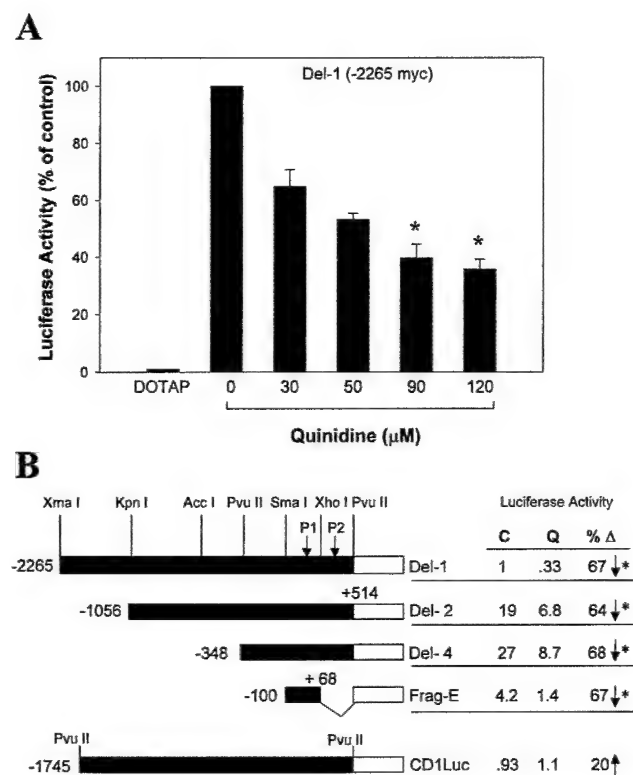 A
Del-1 (-2265 myc)
Luciferase Activity (% of control)
100
80
60
40
20
0
* *
DOTAP 0 30 50 90 120
Quinidine (μM)
B
Xma I Kpn I Acc I Pvu II Sma I Xho I Pvu II Luciferase Activity
P1 P2 C Q % Δ
-2265 Del-1 1 .33 67 ↓*
+514
-1056 Del- 2 19 6.8 64 ↓*
-348 Del- 4 27 8.7 68 ↓*
+ 68
-100 Frag-E 4.2 1.4 67 ↓*
Pvu II Pvu II
-1745 CD1Luc .93 1.1 20 ↑